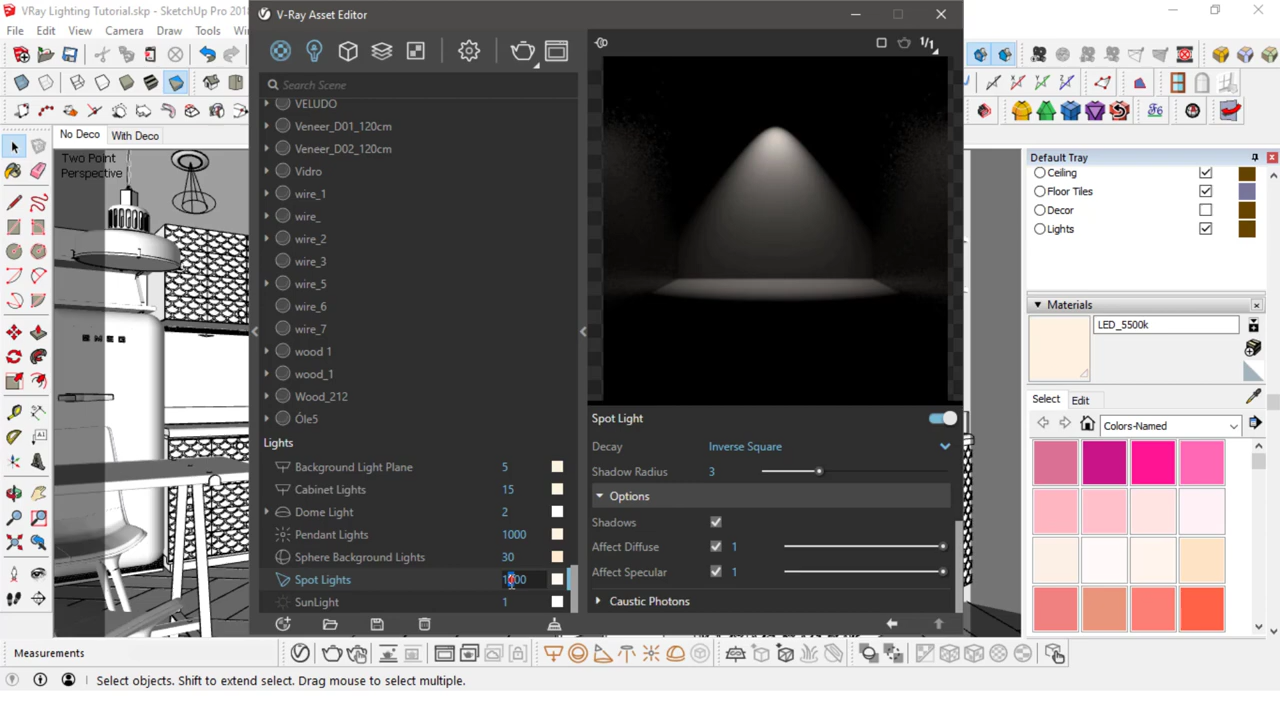 VRay Lighting Tutorial.skp - SketchUp Pro 201
V-Ray Asset Editor
File Edit View Camera Draw Tools
Search Scene
1/1
VELUDO
Veneer_D01_120cm
Veneer_D02_120cm
Vidro
wire_1
wire_
wire_2
wire_3
wire_5
wire_6
wire_7
wood 1
wood_1
Wood_212
Óle5
No Deco With Deco
Two Point
Perspective
SMEG
Lights
Background Light Plane 5
Cabinet Lights 15
Dome Light 2
Pendant Lights 1000
Sphere Background Lights 30
Spot Lights
SunLight 1
Spot Light
Decay Inverse Square
Shadow Radius 3
Options
Shadows
Affect Diffuse 1
Affect Specular 1
Caustic Photons
Default Tray
Ceiling
Floor Tiles
Decor
Lights
Materials
LED_5500k
Select Edit
Colors-Named
Measurements
Select objects. Shift to extend select. Drag mouse to select multiple.